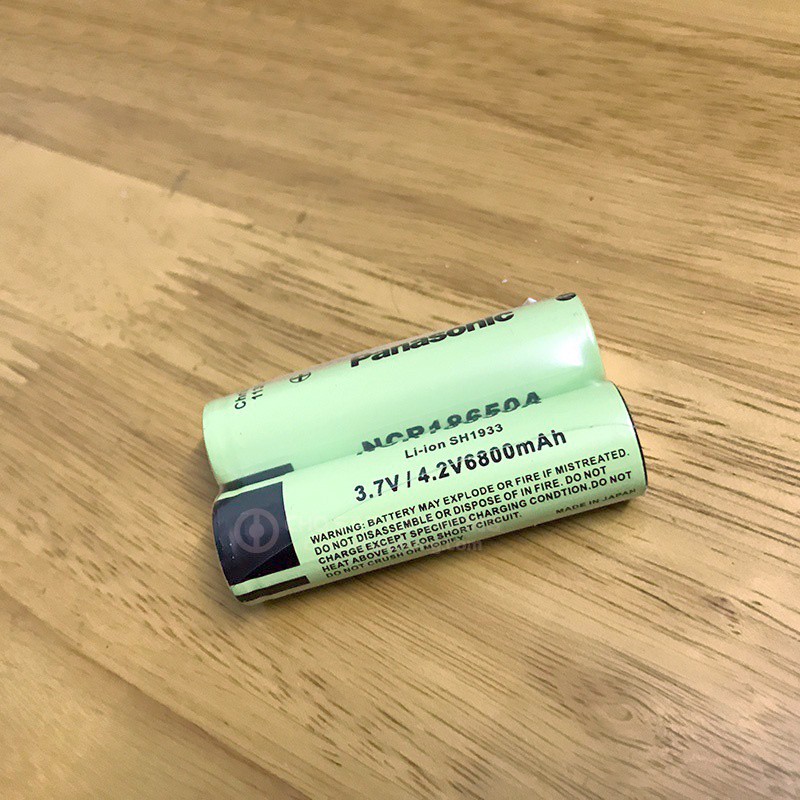 Panasonic
NCR18650A
Li-ion SH1933
3.7V / 4.2V6800mAh
WARNING: BATTERY MAY EXPLODE OR FIRE IF MISTREATED.
DO NOT DISASSEMBLE OR DISPOSE OF IN FIRE. DO NOT
CHARGE EXCEPT SPECIFIED CHARGING CONDTION.DO NOT
HEAT ABOVE 212 F.OR SHORT CIRCUIT.
DO NOT CRUSH OR MODIFY.
MADE IN JAPAN